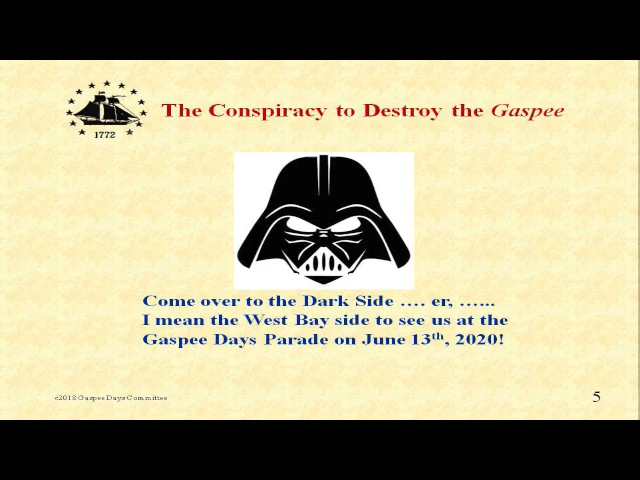 The Conspiracy to Destroy the Gaspee
1772
Come over to the Dark Side …. er, …...
I mean the West Bay side to see us at the
Gaspee Days Parade on June 13th, 2020!
c2018 Gaspee Days Committee
5